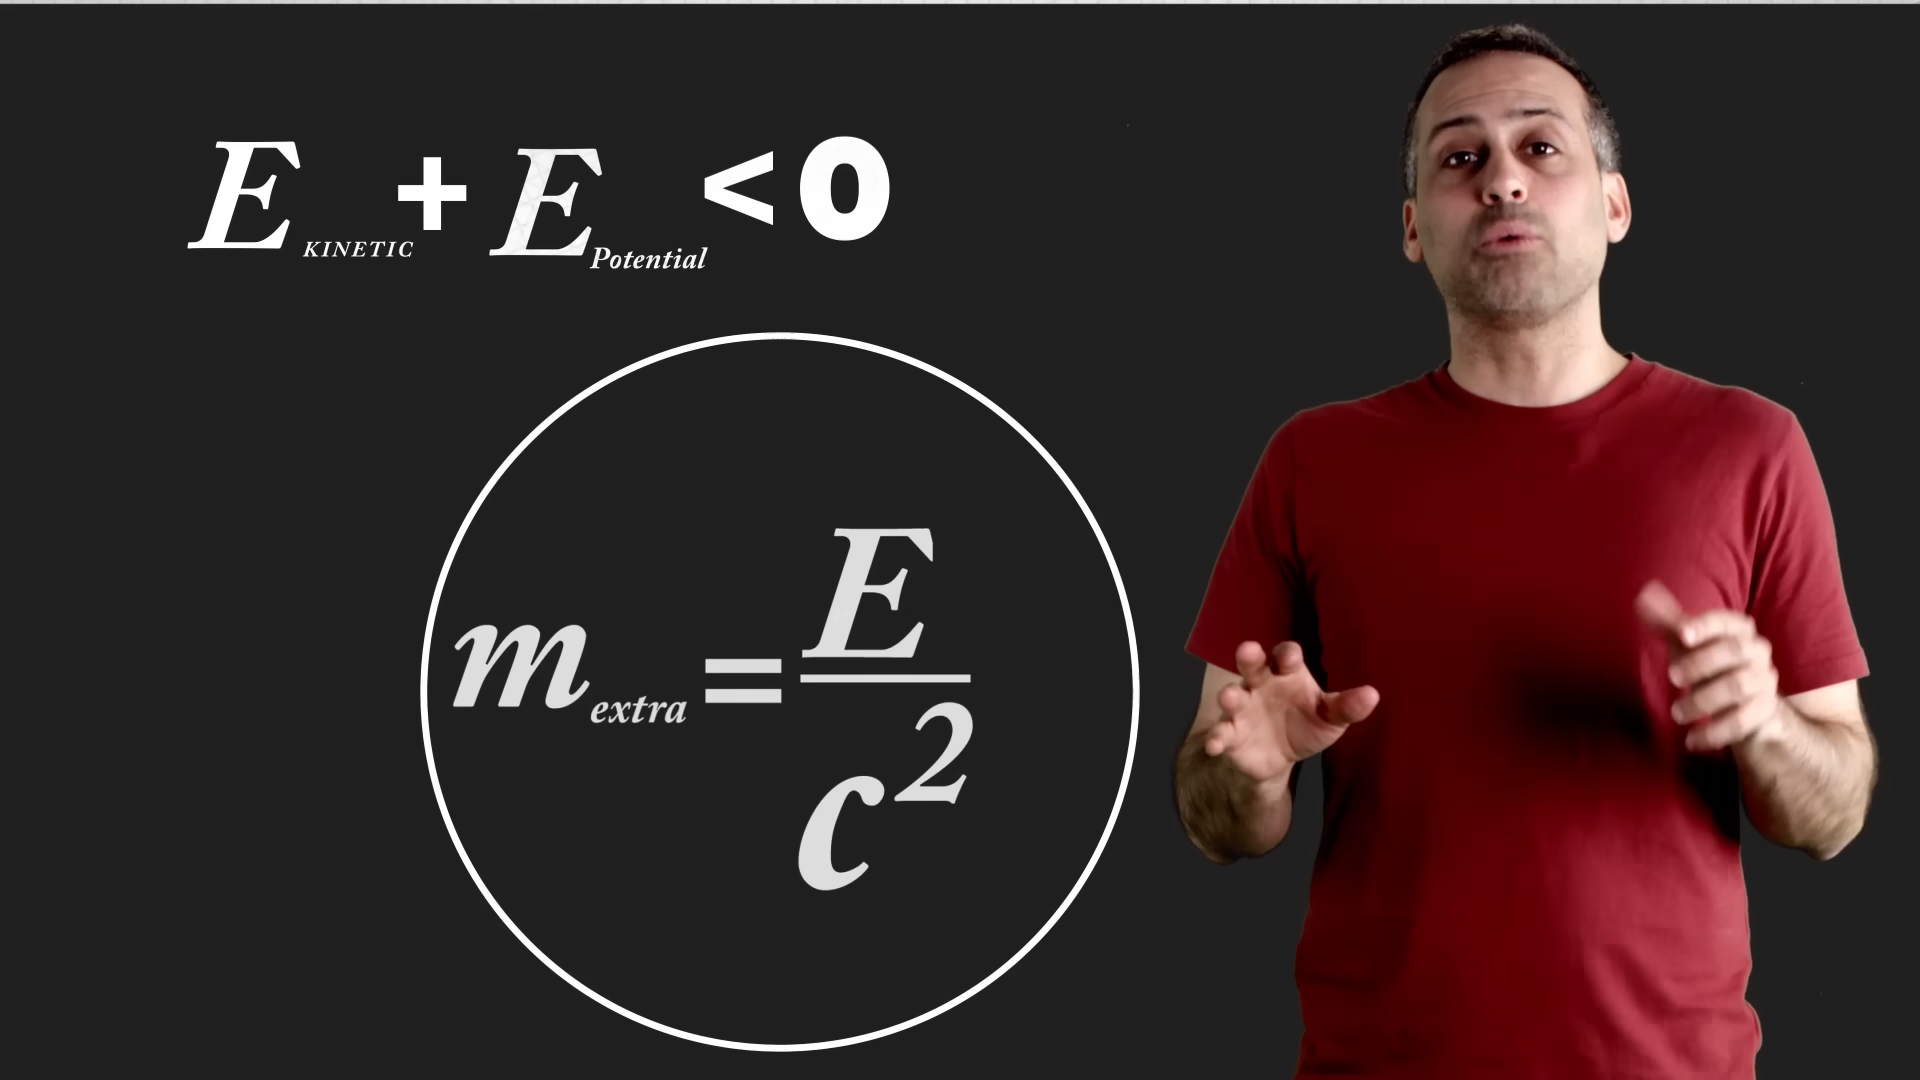 E KINETIC + E Potential < 0
m extra = E
c²